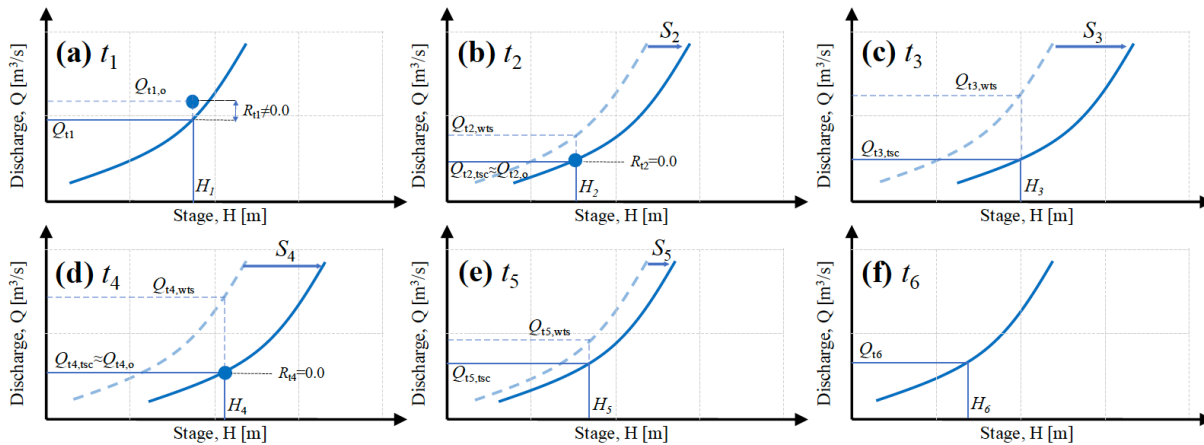 (a) t1
Discharge, Q [m³/s]
Qt1,o
Rt1≠0.0
Qt1
H1
Stage, H [m]
(b) t2
S2
Discharge, Q [m³/s]
Qt2,wts
Qt2,tsc≈Qt2,o
Rt2=0.0
H2
Stage, H [m]
(c) t3
S3
Discharge, Q [m³/s]
Qt3,wts
Qt3,tsc
H3
Stage, H [m]
(d) t4
S4
Discharge, Q [m³/s]
Qt4,wts
Qt4,tsc≈Qt4,o
Rt4=0.0
H4
Stage, H [m]
(e) t5
S5
Discharge, Q [m³/s]
Qt5,wts
Qt5,tsc
H5
Stage, H [m]
(f) t6
Discharge, Q [m³/s]
Qt6
H6
Stage, H [m]